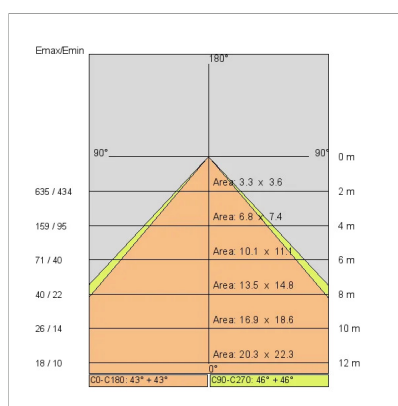 Emax/Emin
180°
90° 90° 0 m
Area: 3.3 x 3.6
635 / 434 2 m
Area: 6.8 x 7.4
159 / 95 4 m
Area: 10.1 x 11.1
71 / 40 6 m
Area: 13.5 x 14.8
40 / 22 8 m
Area: 16.9 x 18.6
26 / 14 10 m
Area: 20.3 x 22.3
18 / 10 12 m
0°
C0-C180: 43° + 43° C90-C270: 46° + 46°